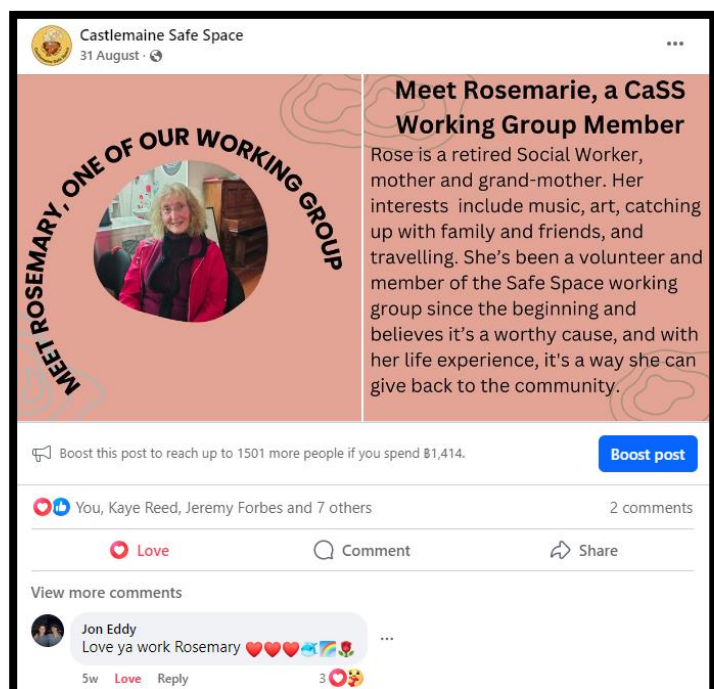 Castlemaine Safe Space
31 August ·
MEET ROSEMARY, ONE OF OUR WORKING GROUP
Meet Rosemarie, a CaSS
Working Group Member
Rose is a retired Social Worker,
mother and grand-mother. Her
interests include music, art, catching
up with family and friends, and
travelling. She's been a volunteer and
member of the Safe Space working
group since the beginning and
believes it's a worthy cause, and with
her life experience, it's a way she can
give back to the community.
Boost this post to reach up to 1501 more people if you spend ฿1,414.
Boost post
You, Kaye Reed, Jeremy Forbes and 7 others
2 comments
Love
Comment
Share
View more comments
Jon Eddy
Love ya work Rosemary ❤️❤️❤️🐳🌈🌹
5w Love Reply 3